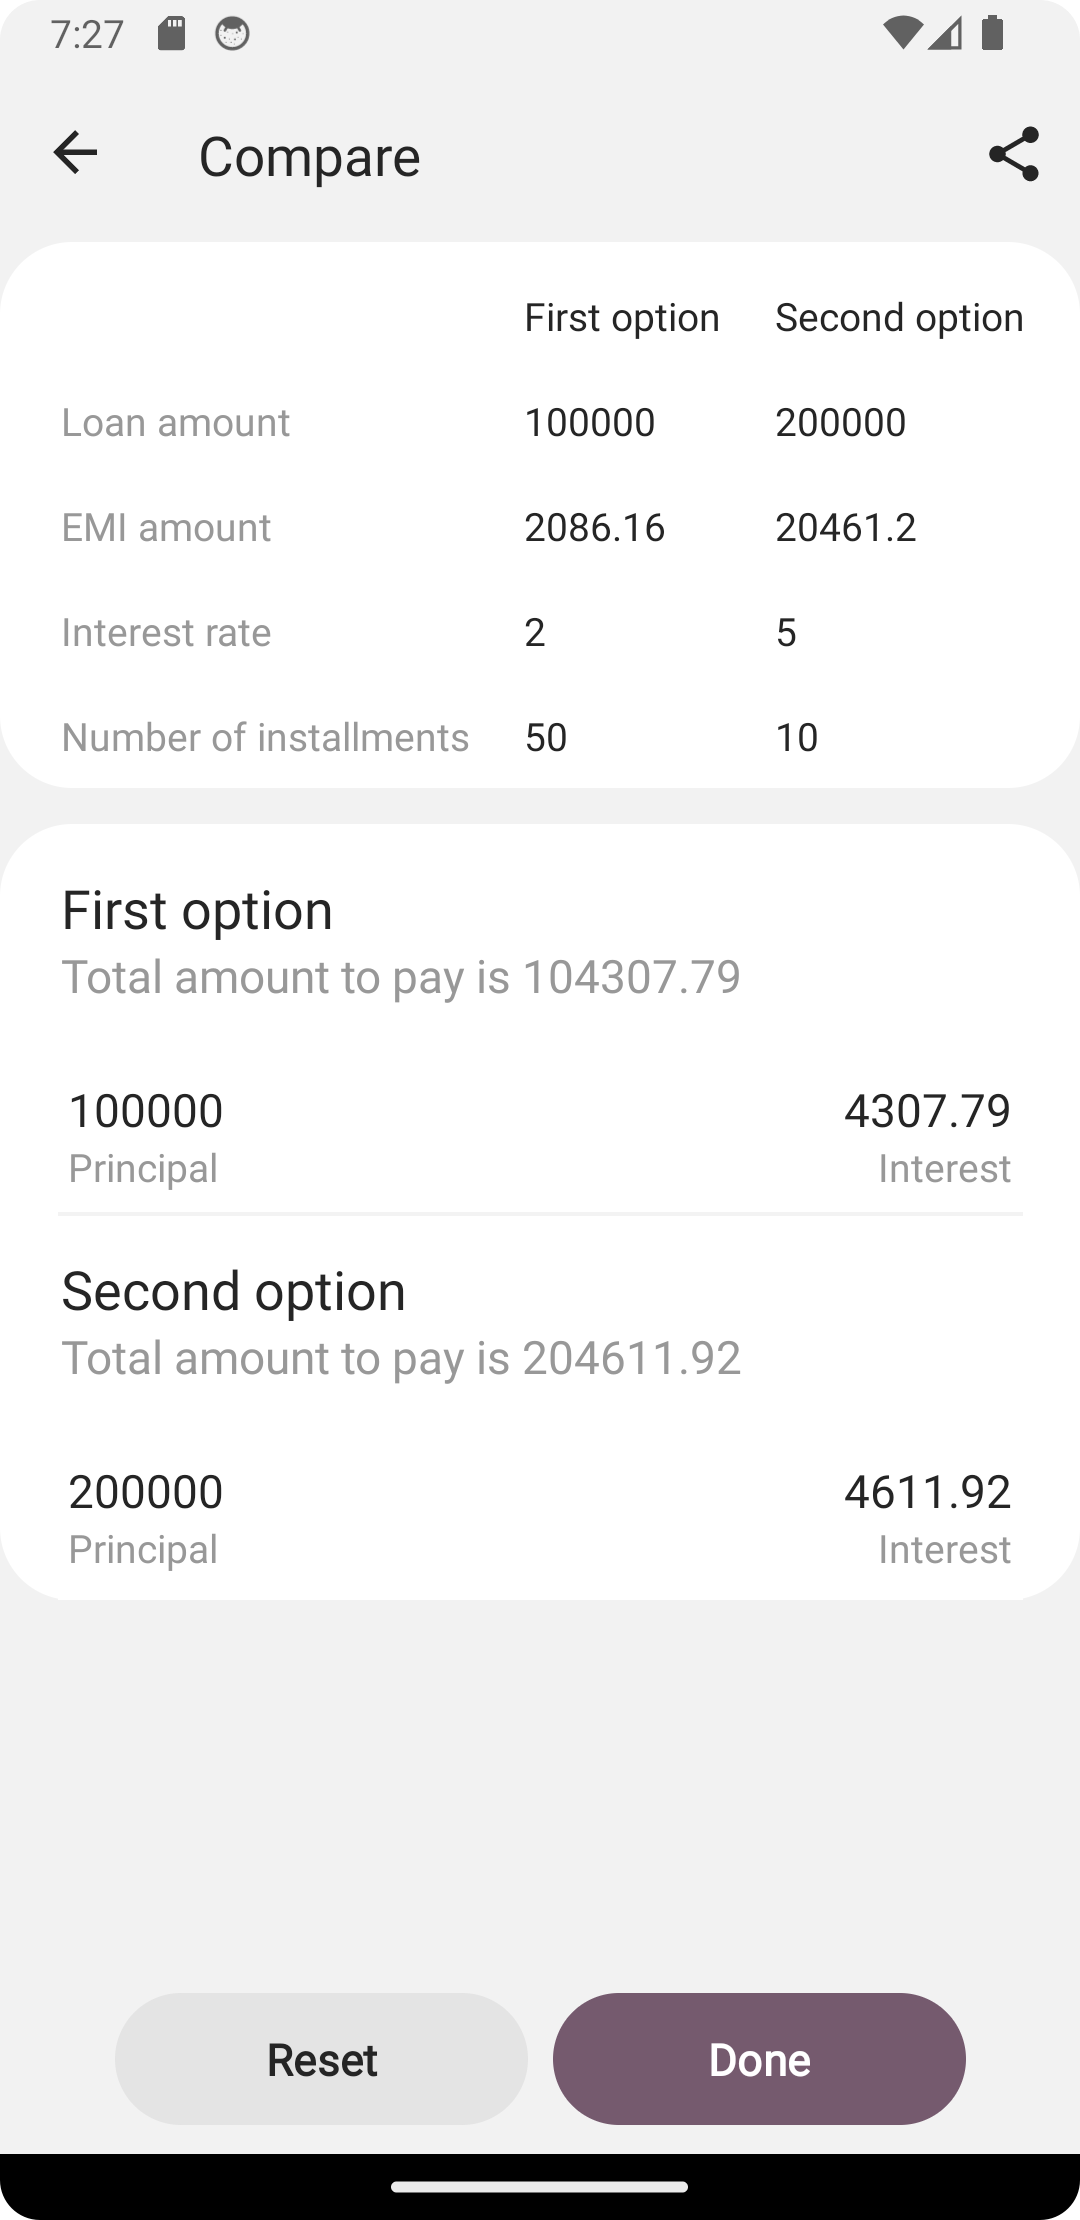 7:27
Compare
First option Second option
Loan amount 100000 200000
EMI amount 2086.16 20461.2
Interest rate 2 5
Number of installments 50 10
First option
Total amount to pay is 104307.79
100000 4307.79
Principal Interest
Second option
Total amount to pay is 204611.92
200000 4611.92
Principal Interest
Reset Done